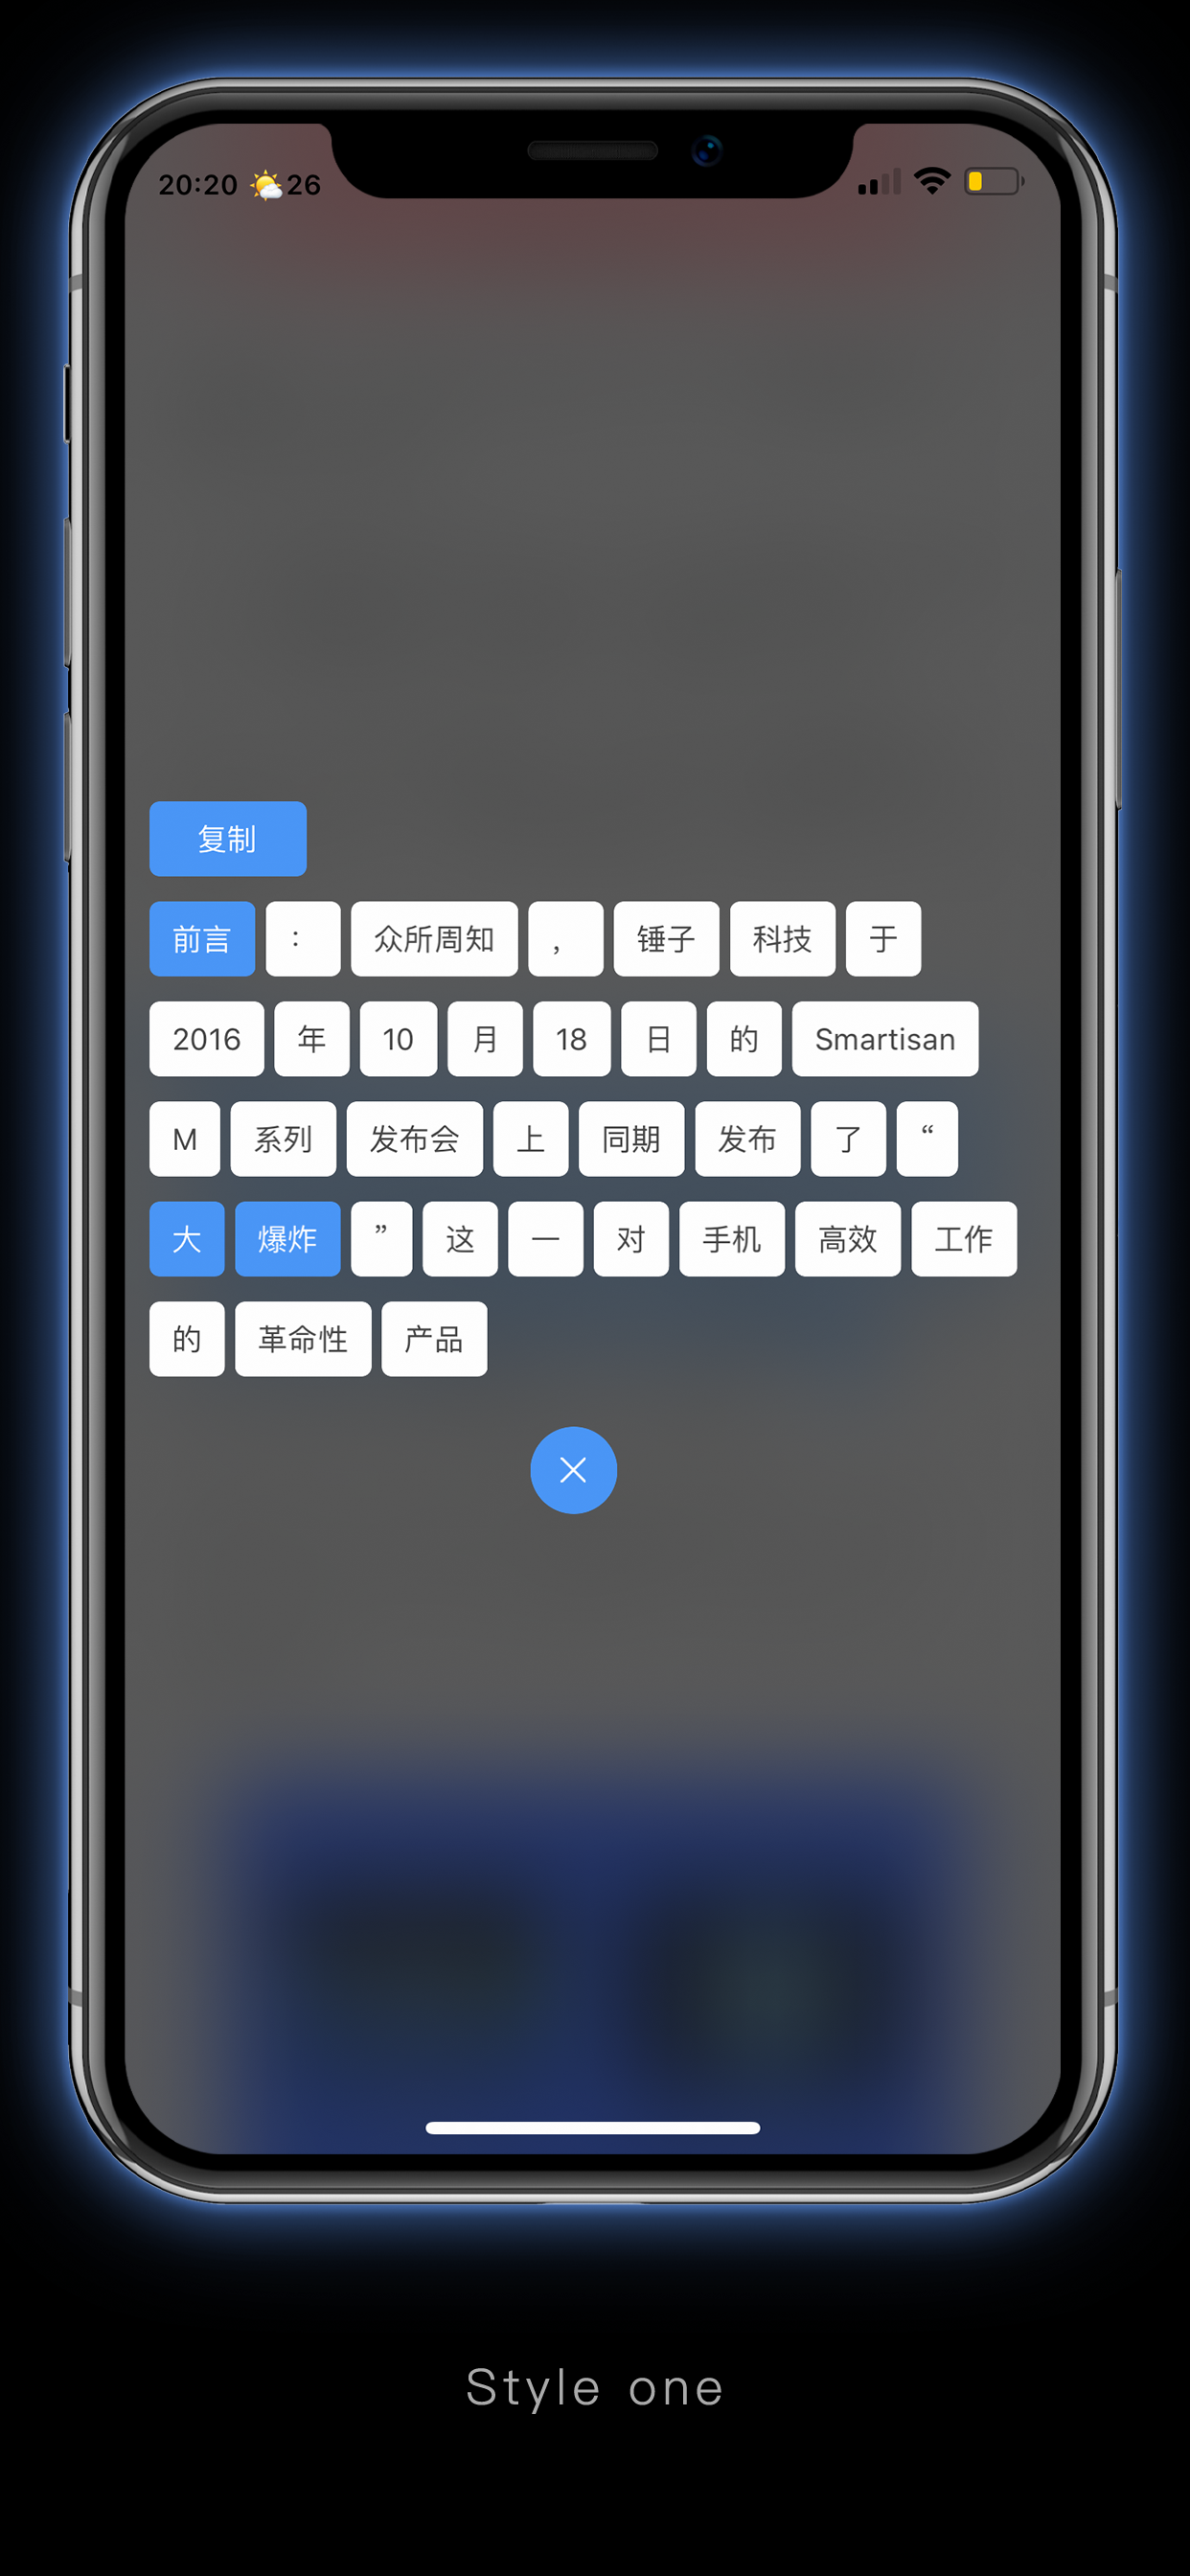 20:20 26
复制
前言 : 众所周知 , 锤子 科技 于
2016 年 10 月 18 日 的 Smartisan
M 系列 发布会 上 同期 发布 了 “
大 爆炸 ” 这 一 对 手机 高效 工作
的 革命性 产品
Style one